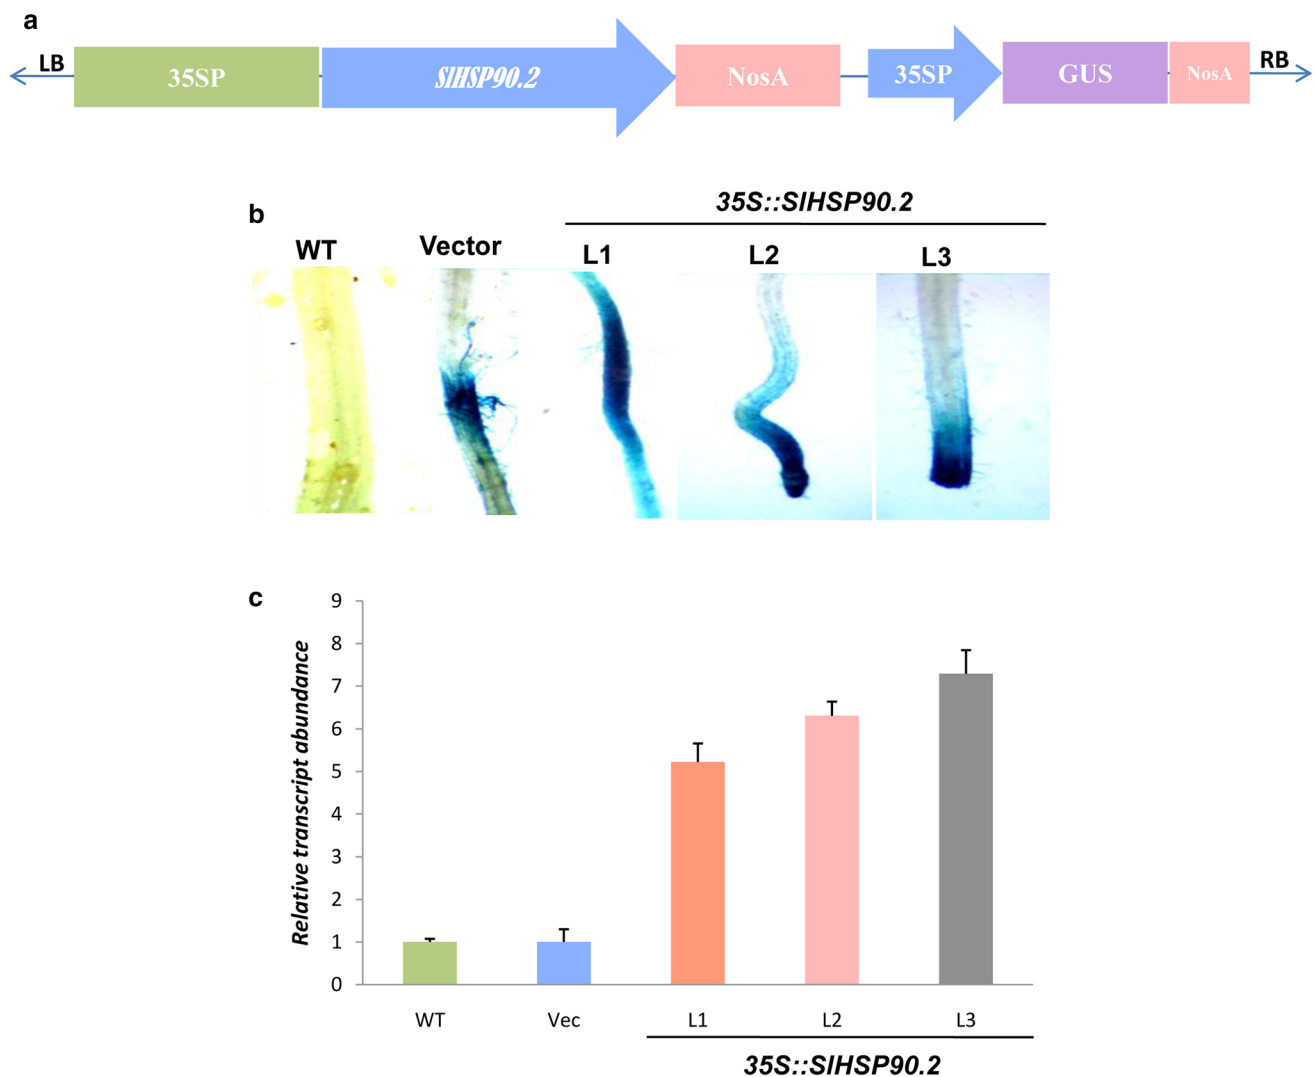 a
LB 35SP SlHSP90.2 NosA 35SP GUS NosA RB
b
35S::SlHSP90.2
WT Vector L1 L2 L3
c
Relative transcript abundance
9
8
7
6
5
4
3
2
1
0
WT Vec L1 L2 L3
35S::SlHSP90.2